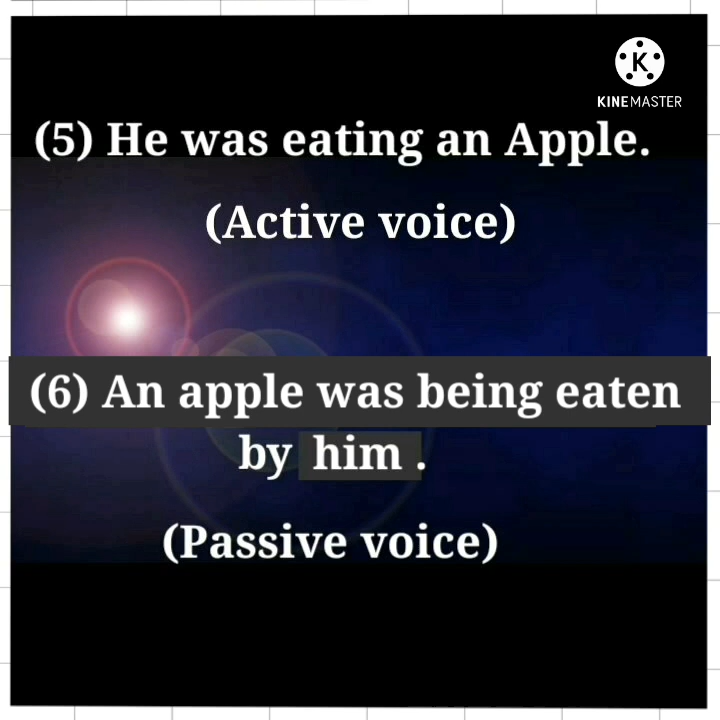 K
KINEMASTER
(5) He was eating an Apple.
(Active voice)
(6) An apple was being eaten
by him .
(Passive voice)